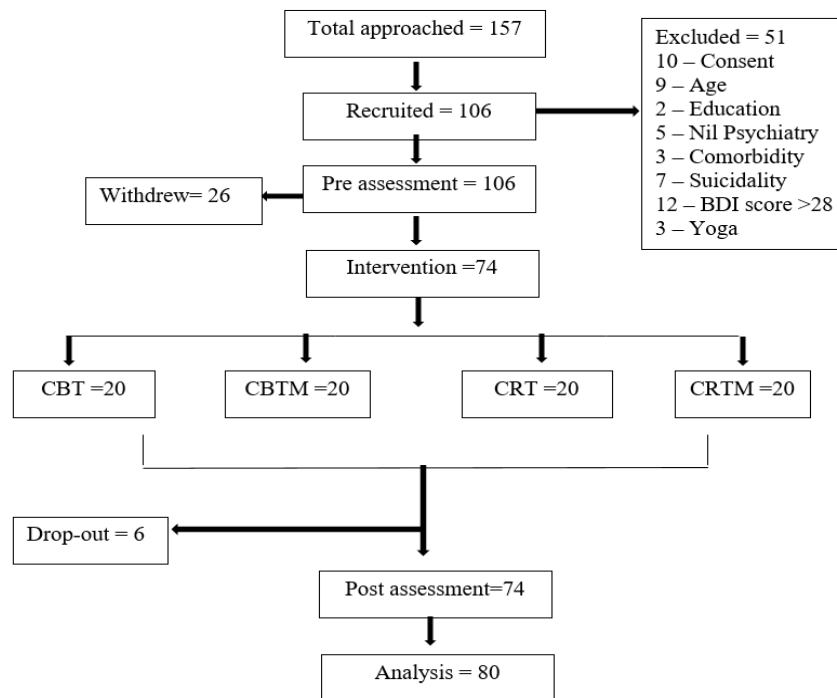 Total approached = 157
Excluded = 51
10 – Consent
9 – Age
2 – Education
5 – Nil Psychiatry
3 – Comorbidity
7 – Suicidality
12 – BDI score >28
3 – Yoga
Recruited = 106
Pre assessment = 106
Withdrew= 26
Intervention =74
CBT =20
CBTM =20
CRT =20
CRTM =20
Drop-out = 6
Post assessment=74
Analysis = 80